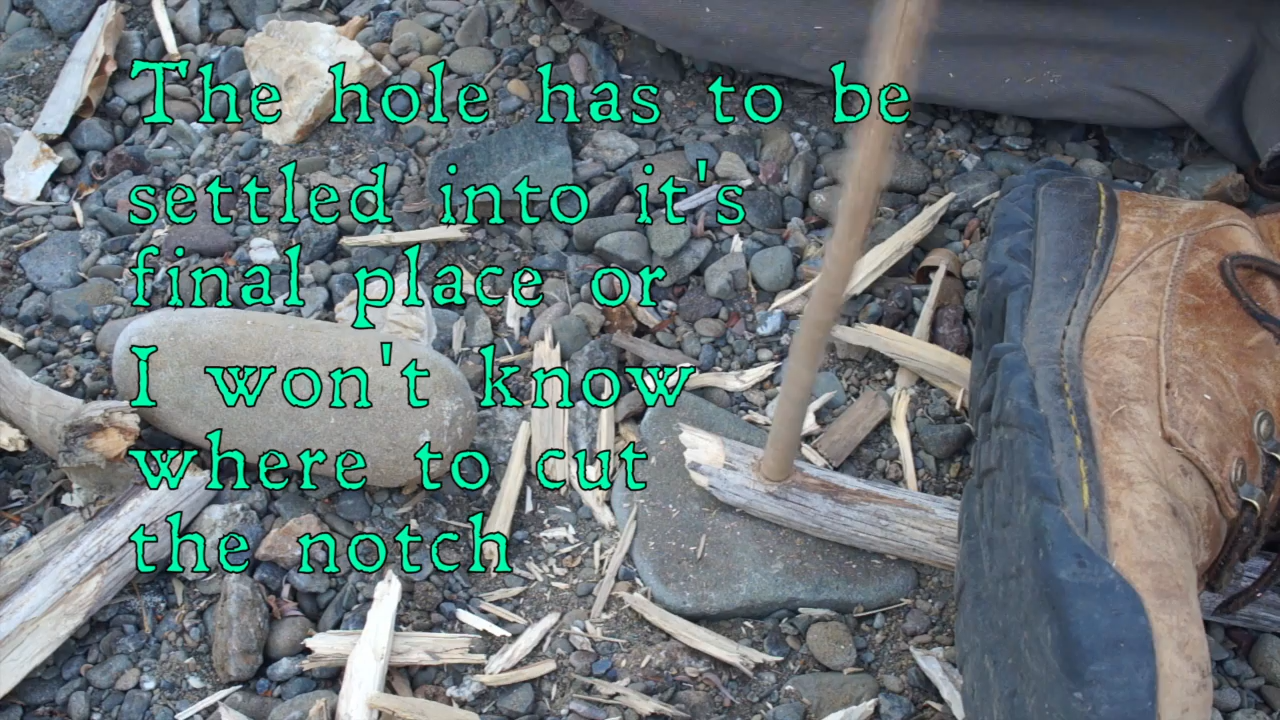 The hole has to be
settled into it's
final place or
I won't know
where to cut
the notch